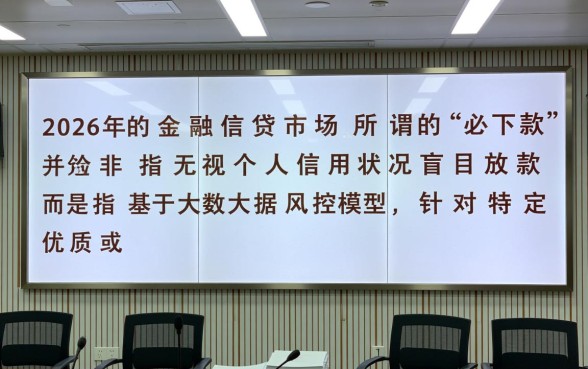 2026年的金融信贷市场所谓的“必下款”
并非指无视个人信用状况盲目放款
而是指基于大数大据风控模型，针对特定
优质或